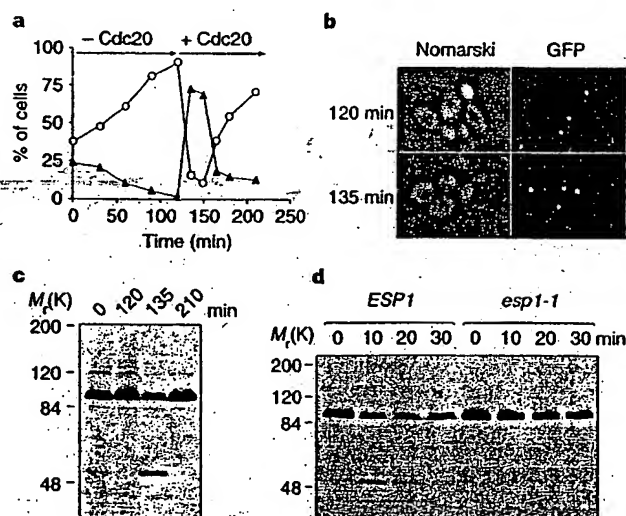 a
− Cdc20 + Cdc20
% of cells
100
75
50
25
0
0 50 100 150 200 250
Time (min)
b
Nomarski GFP
120 min
135 min
c
Mr(K) 0 120 135 210 min
200
120
84
48
d
ESP1 esp1-1
Mr(K) 0 10 20 30 0 10 20 30 min
200
120
84
48